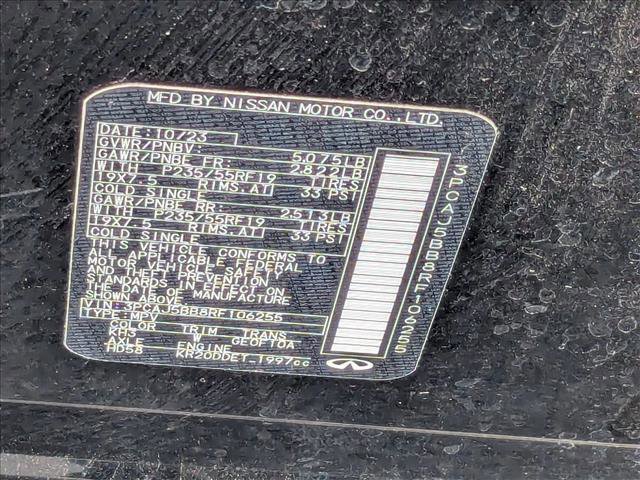 MFD BY NISSAN MOTOR CO., LTD.
DATE: 10/23
GVWR/PNBV: 5,075LB
GAWR/PNBE FR: 2,822LB
WITH P235/55RF19 TIRES
19X7.5 RIMS, AT 33 PSI
COLD SINGLE
GAWR/PNBE RR 2,513LB
WITH P235/55RF19 TIRES
19X7.5 RIMS, AT 33 PSI
COLD SINGLE
THIS VEHICLE CONFORMS TO
ALL APPLICABLE FEDERAL
MOTOR VEHICLE SAFETY
AND THEFT PREVENTION
STANDARDS IN EFFECT ON
THE DATE OF MANUFACTURE
SHOWN ABOVE
VIN: 3PCAJ5BB8RF106255
TYPE: MPV
COLOR TRIM TRANS
KH3 W GE0F10A
AXLE ENGINE
HD58 KR20DDET 1997cc
3PCAJ5BB8RF106255